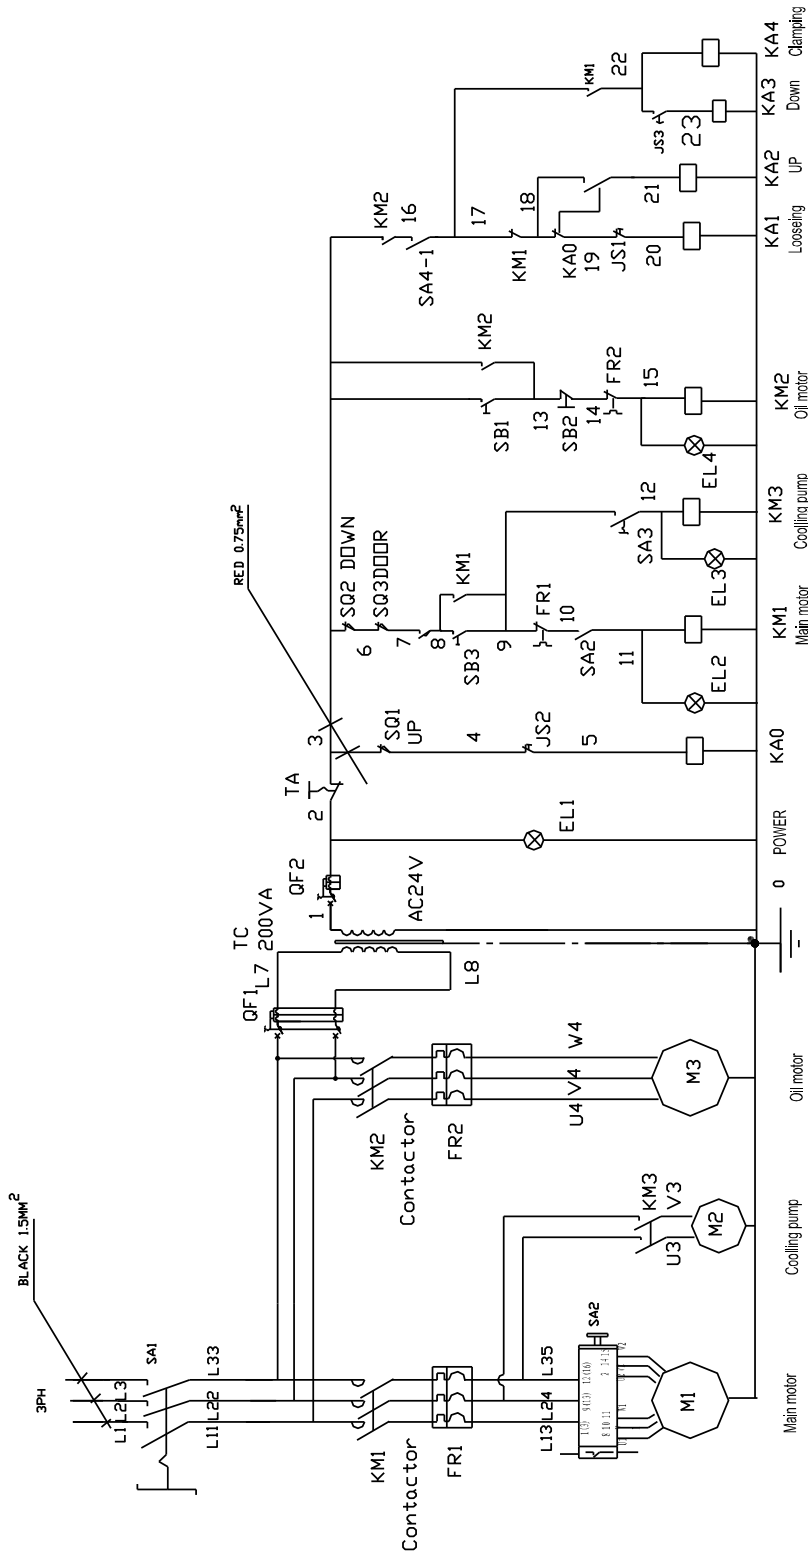 3PH
BLACK 1.5MM²
L1 L2 L3
SA1
L11 L22 L33
KM1
Contactor
FR1
L13 L24 L35
SA2
M1
Main motor
KM3
U3 V3
M2
Coolling pump
KM2
Contactor
FR2
U4 V4 W4
M3
Oil motor
QF1
L7
L8
TC
200VA
AC24V
1
QF2
2
TA
3
RED 0.75mm²
0
EL1
POWER
SQ1
UP
4
JS2
5
KA0
SQ2 DOWN
6
SQ3DOOR
7
8
SB3
KM1
9
FR1
10
SA2
11
EL2
KM1
Main motor
SA3
12
EL3
KM3
Coolling pump
SB1
KM2
13
SB2
14
FR2
15
EL4
KM2
Oil motor
KM2
16
SA4-1
17
KM1
18
KA0
19
JS1
20
21
KA1
Looseing
KA2
UP
KM1
22
JS3
23
KA3
Down
KA4
Clamping